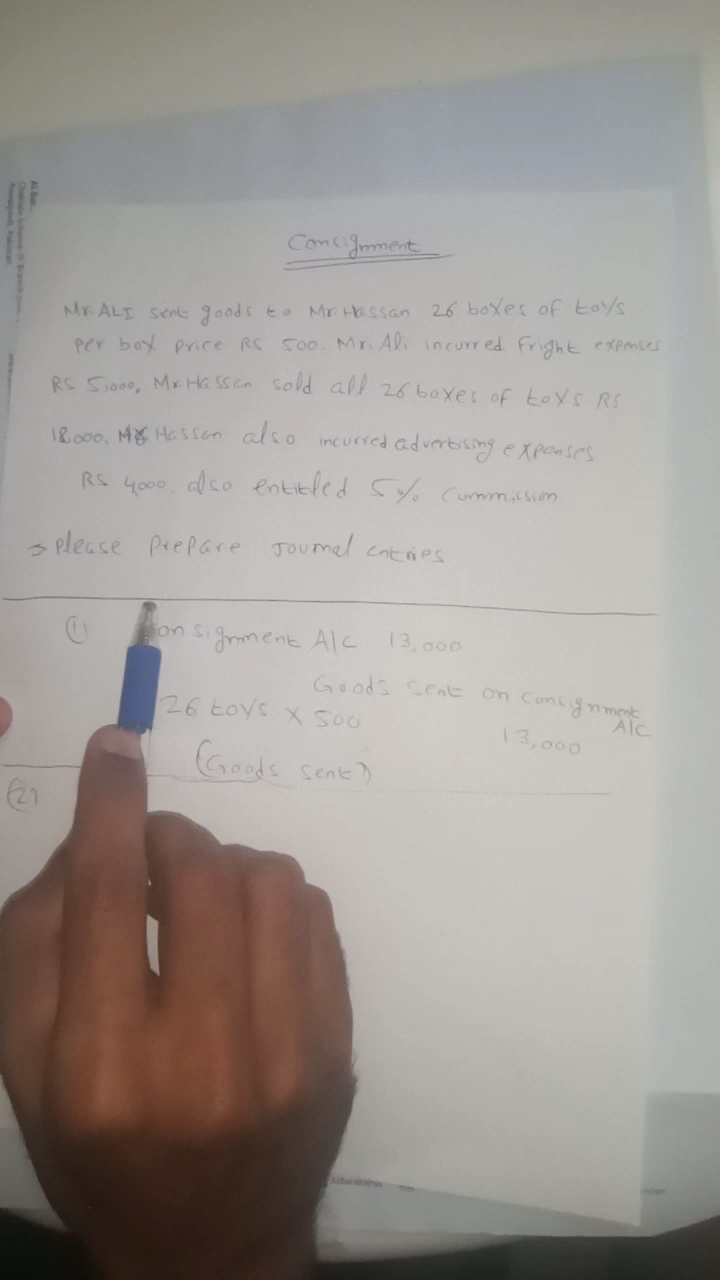 Consignment
Mr. ALI sent goods to Mr. Hassan 26 boxes of toys
per box price RS 500. Mr. Ali incurred fright expenses
RS 5,000, Mr. Hassan sold all 26 boxes of toys RS
18,000, Mr Hassan also incurred advertising expenses
RS 4000. also entitled 5% Commission
→ please prepare Journal entries
(1) Consignment A/C 13,000
Goods sent on consignment A/C
26 toys × 500
13,000
(Goods sent)
(2)